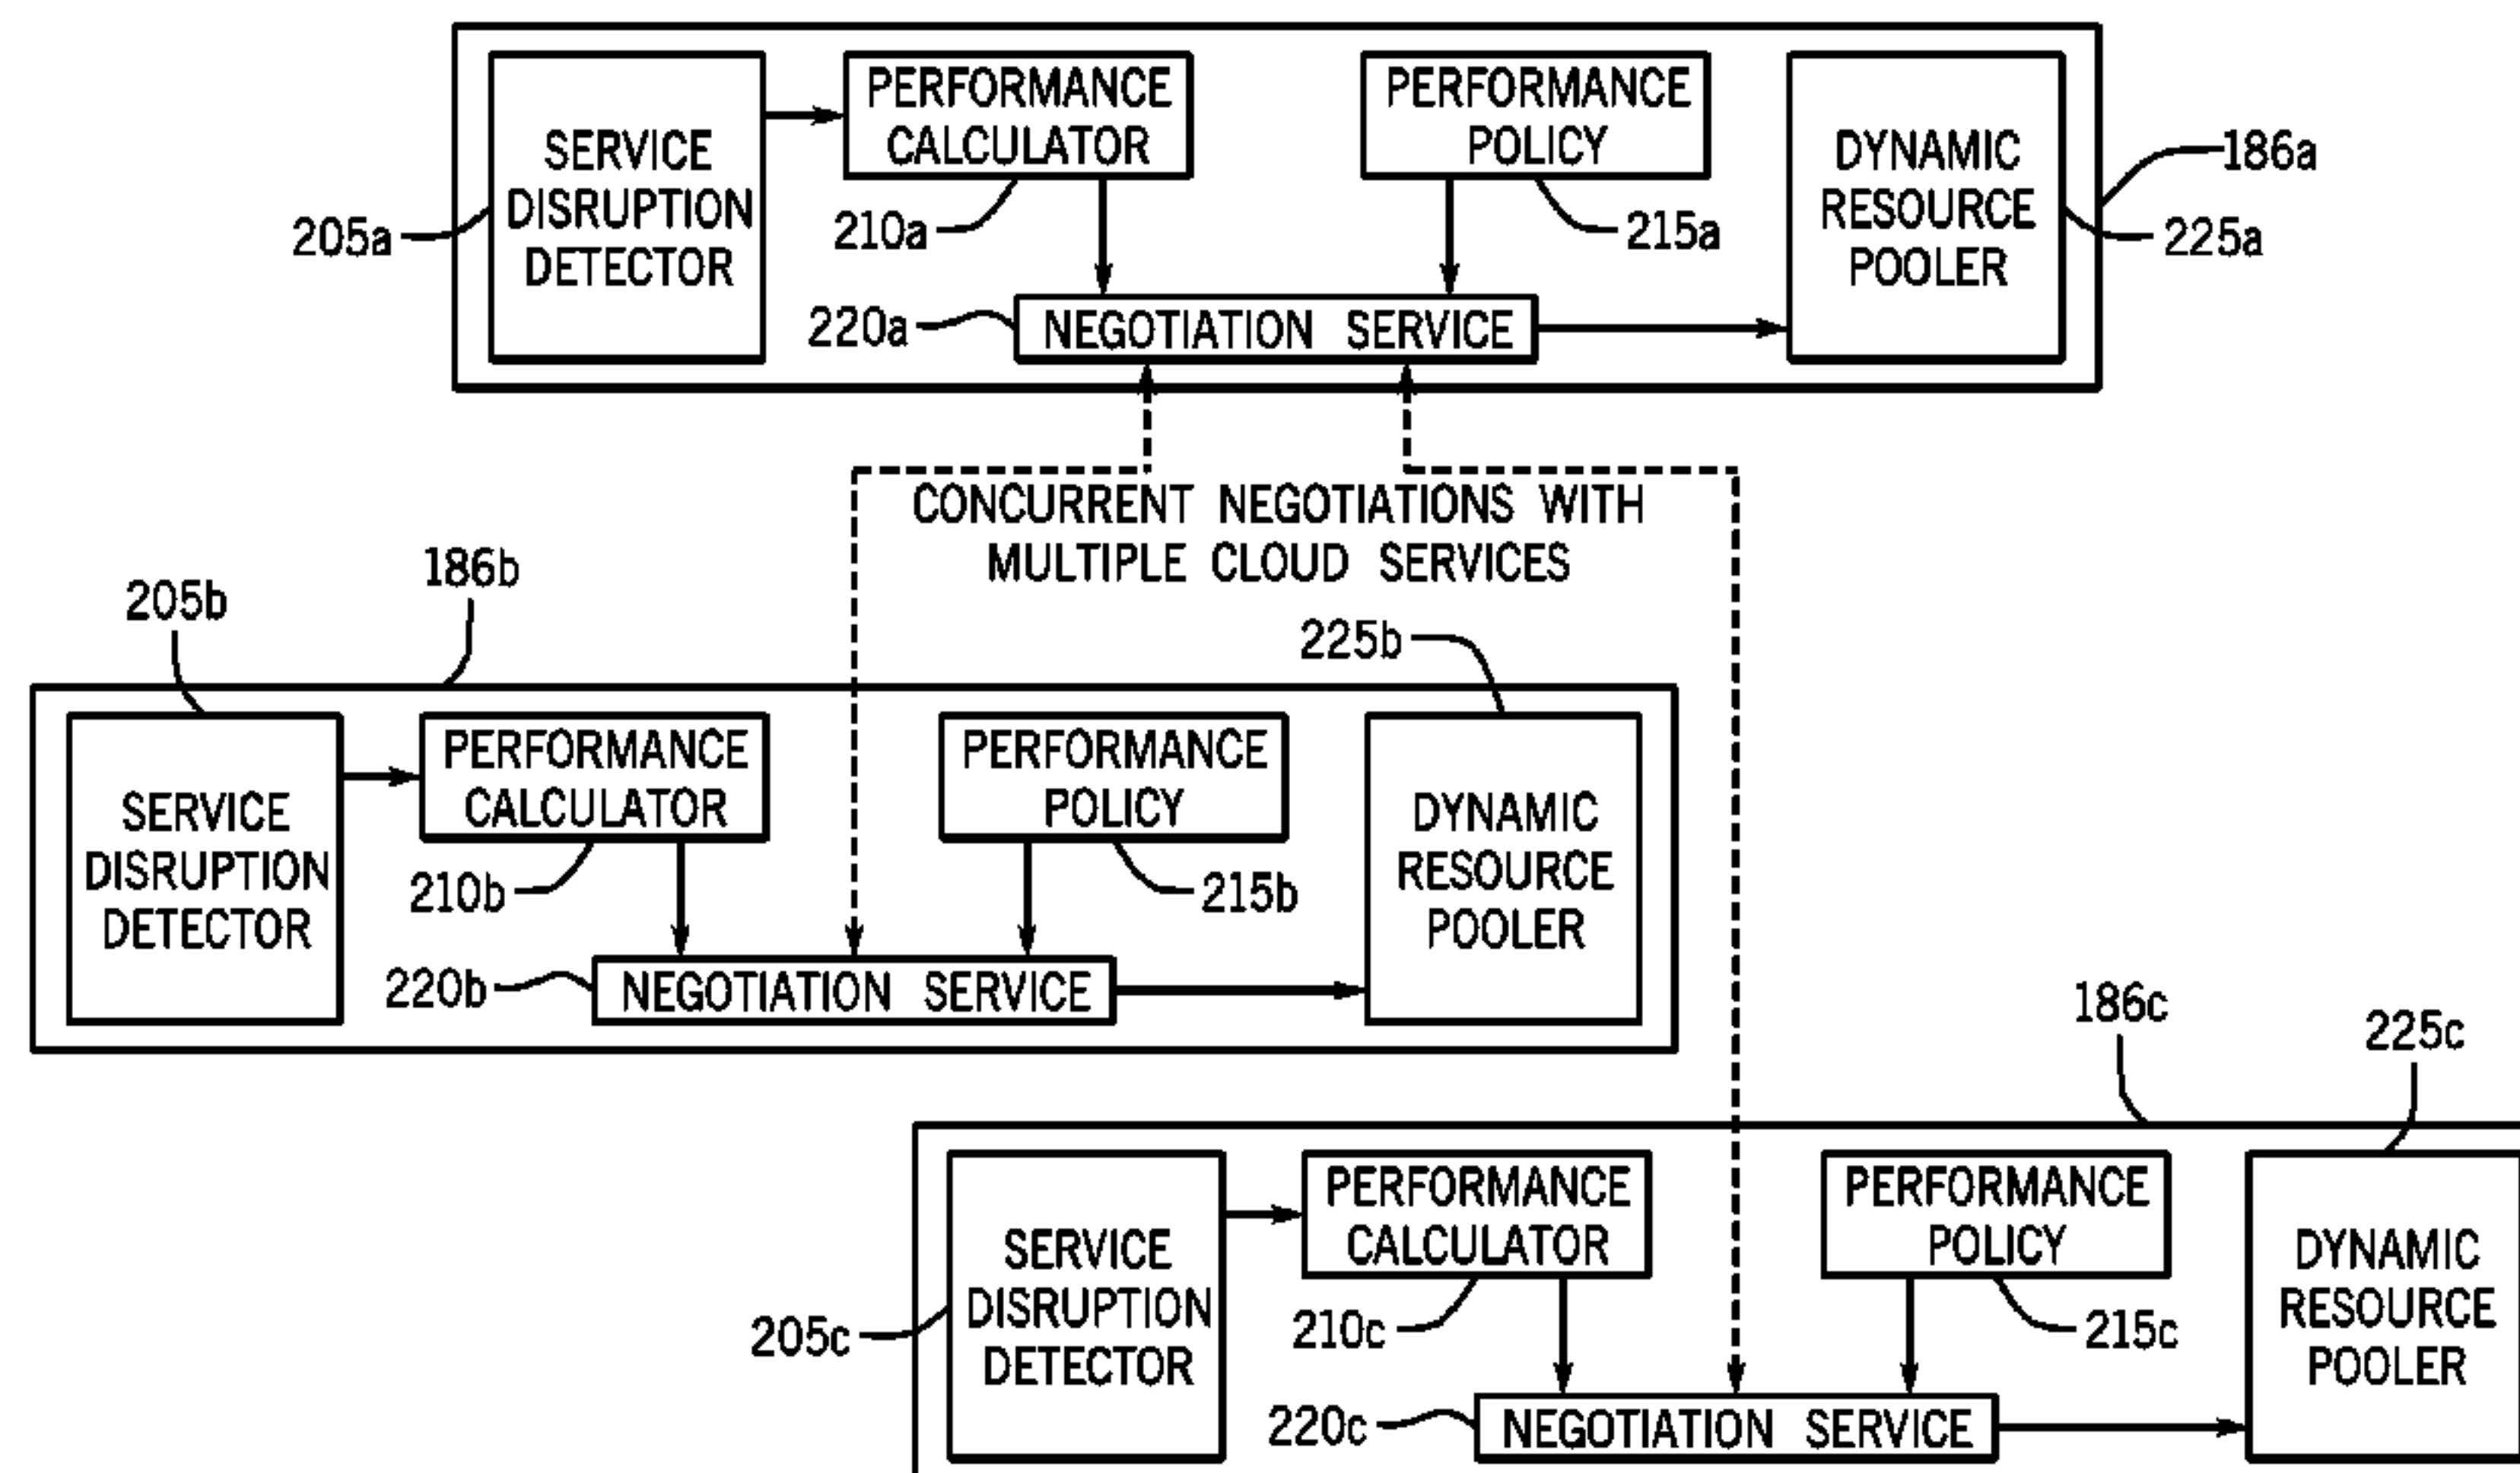 SERVICE
DISRUPTION
DETECTOR
PERFORMANCE
CALCULATOR
PERFORMANCE
POLICY
DYNAMIC
RESOURCE
POOLER
186a
205a
210a
215a
225a
220a
NEGOTIATION SERVICE
CONCURRENT NEGOTIATIONS WITH
MULTIPLE CLOUD SERVICES
205b
186b
225b
SERVICE
DISRUPTION
DETECTOR
PERFORMANCE
CALCULATOR
PERFORMANCE
POLICY
DYNAMIC
RESOURCE
POOLER
210b
215b
220b
NEGOTIATION SERVICE
186c
225c
SERVICE
DISRUPTION
DETECTOR
PERFORMANCE
CALCULATOR
PERFORMANCE
POLICY
DYNAMIC
RESOURCE
POOLER
205c
210c
215c
220c
NEGOTIATION SERVICE